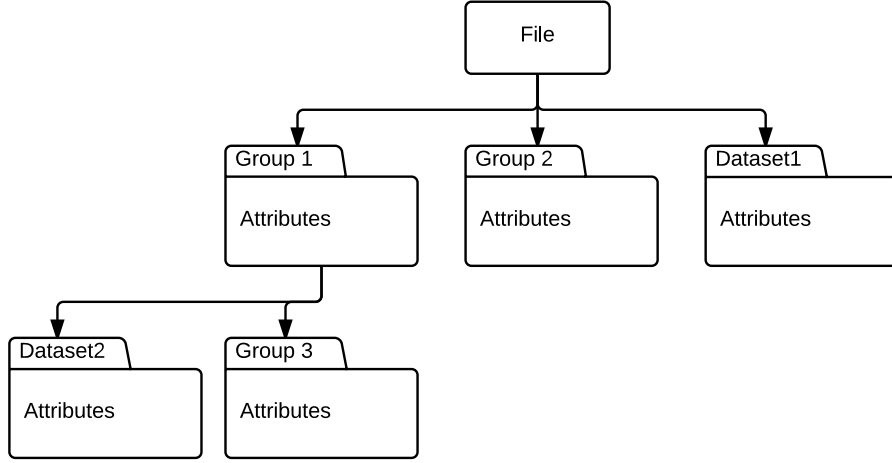 File
Group 1
Attributes
Group 2
Attributes
Dataset1
Attributes
Dataset2
Attributes
Group 3
Attributes